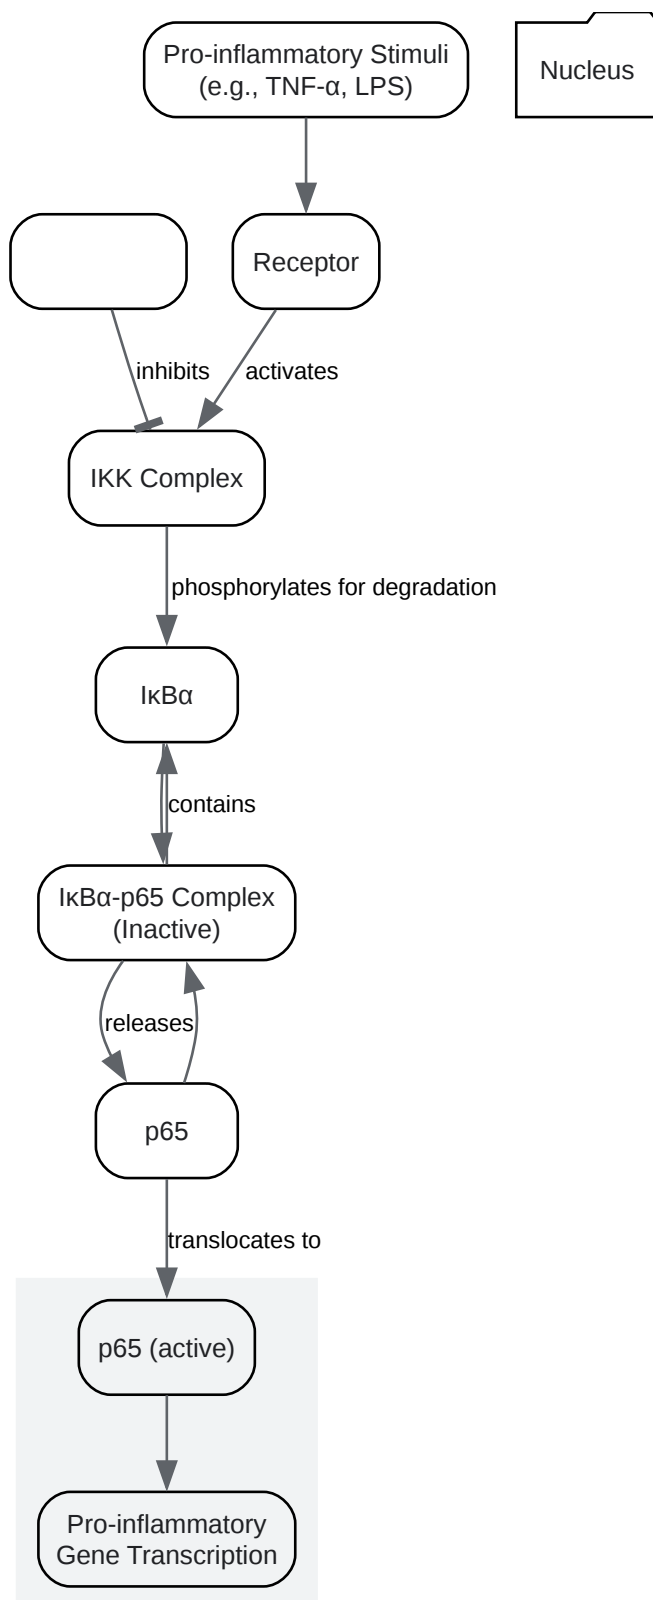 Pro-inflammatory Stimuli
(e.g., TNF-α, LPS)
Nucleus
Receptor
inhibits
activates
IKK Complex
phosphorylates for degradation
IκBα
contains
IκBα-p65 Complex
(Inactive)
releases
p65
translocates to
p65 (active)
Pro-inflammatory
Gene Transcription